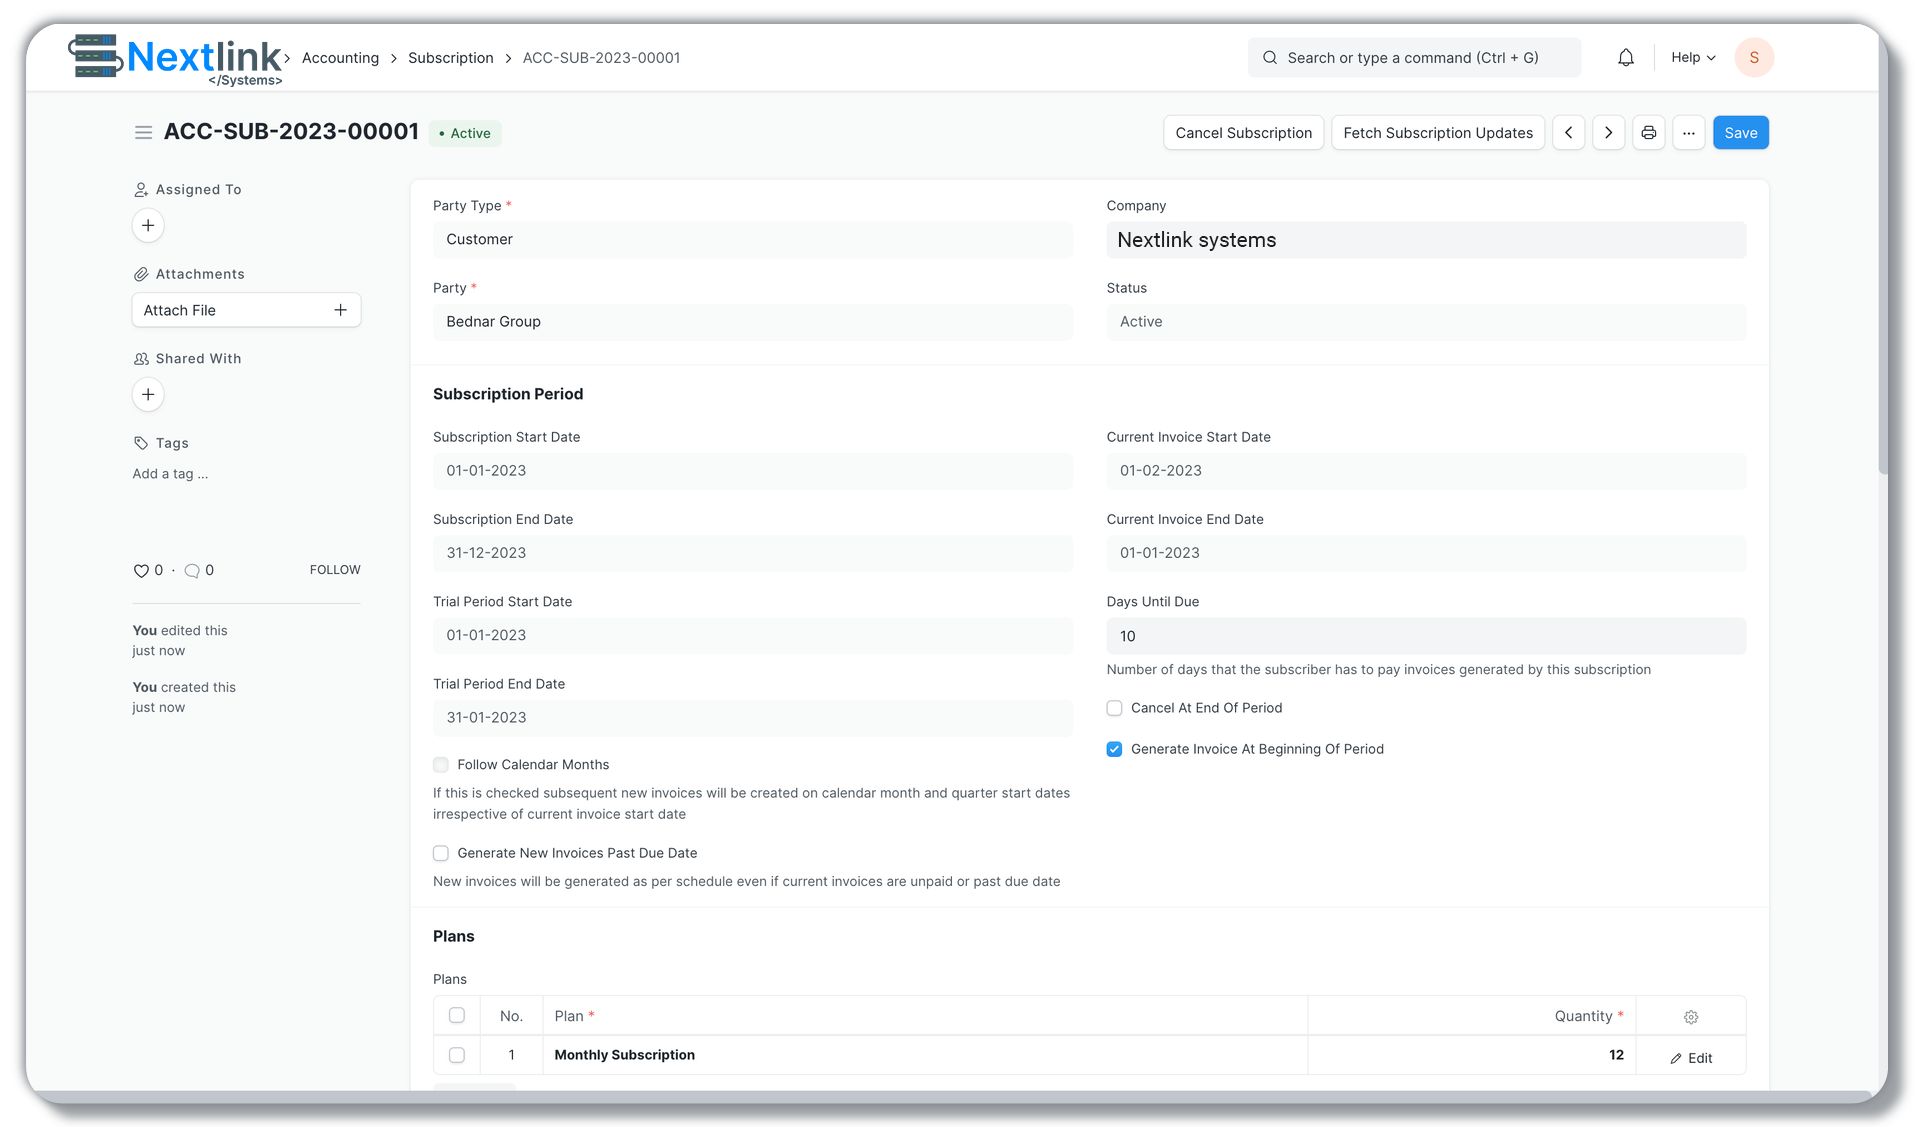 Nextlink
</Systems>
Accounting
Subscription
ACC-SUB-2023-00001
Search or type a command (Ctrl + G)
Help
S
ACC-SUB-2023-00001
• Active
Cancel Subscription
Fetch Subscription Updates
...
Save
Assigned To
Attachments
Attach File
Shared With
Tags
Add a tag ...
0 · 0
FOLLOW
You edited this
just now
You created this
just now
Party Type *
Customer
Company
Nextlink systems
Party *
Bednar Group
Status
Active
Subscription Period
Subscription Start Date
01-01-2023
Current Invoice Start Date
01-02-2023
Subscription End Date
31-12-2023
Current Invoice End Date
01-01-2023
Trial Period Start Date
01-01-2023
Days Until Due
10
Number of days that the subscriber has to pay invoices generated by this subscription
Trial Period End Date
31-01-2023
Cancel At End Of Period
Generate Invoice At Beginning Of Period
Follow Calendar Months
If this is checked subsequent new invoices will be created on calendar month and quarter start dates
irrespective of current invoice start date
Generate New Invoices Past Due Date
New invoices will be generated as per schedule even if current invoices are unpaid or past due date
Plans
Plans
No. Plan * Quantity *
1 Monthly Subscription 12 Edit